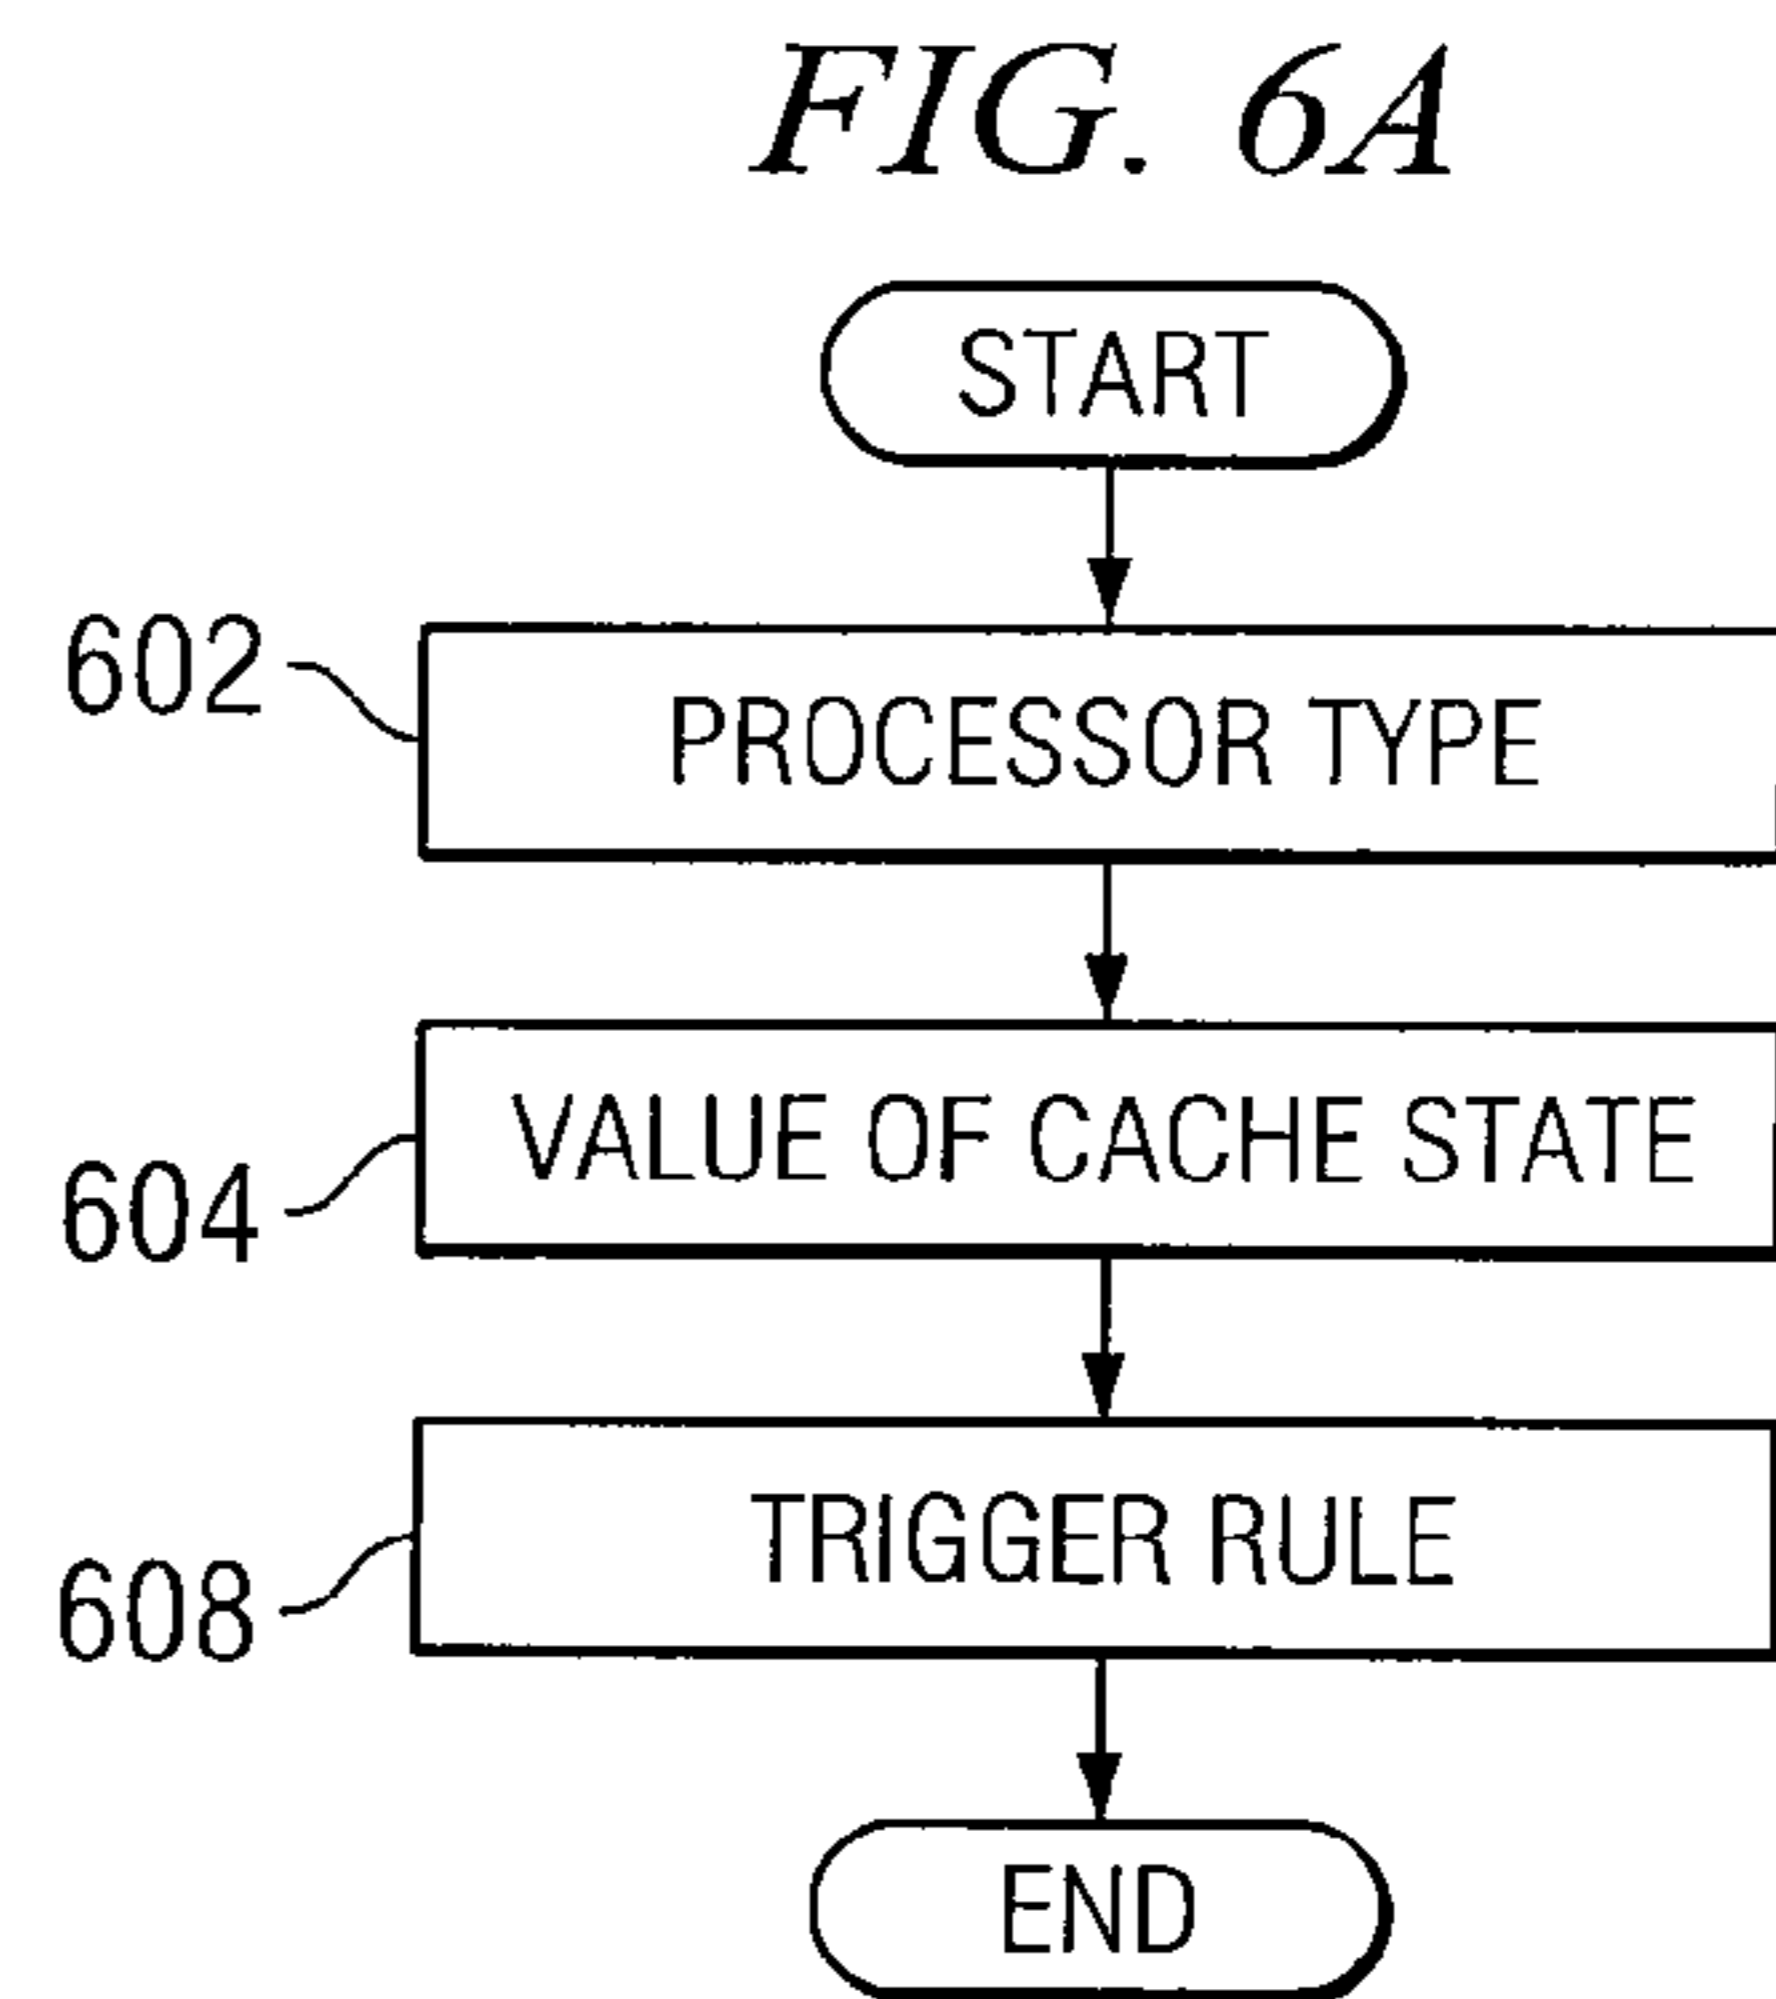 FIG. 6A
START
602
PROCESSOR TYPE
604
VALUE OF CACHE STATE
608
TRIGGER RULE
END